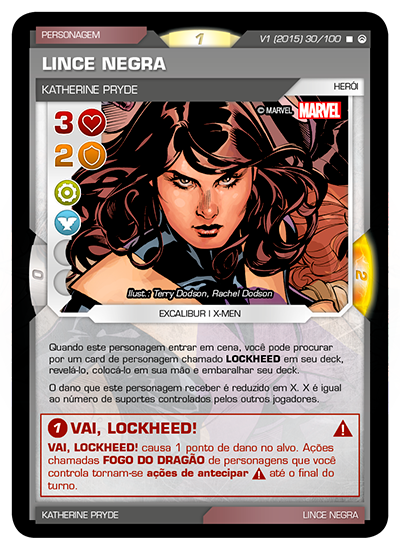 PERSONAGEM
1
V1 (2015) 30/100
LINCE NEGRA
KATHERINE PRYDE
HERÓI
© MARVEL MARVEL
3
2
0
2
Ilust.: Terry Dodson, Rachel Dodson
EXCALIBUR | X-MEN
Quando este personagem entrar em cena, você pode procurar
por um card de personagem chamado LOCKHEED em seu deck,
revelá-lo, colocá-lo em sua mão e embaralhar seu deck.
O dano que este personagem receber é reduzido em X. X é igual
ao número de suportes controlados pelos outros jogadores.
1 VAI, LOCKHEED!
VAI, LOCKHEED! causa 1 ponto de dano no alvo. Ações
chamadas FOGO DO DRAGÃO de personagens que você
controla tornam-se ações de antecipar até o final do
turno.
KATHERINE PRYDE
LINCE NEGRA